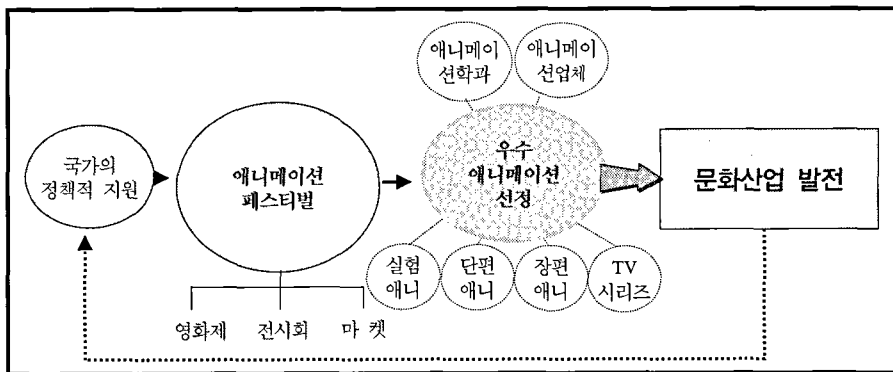 애니메이
션학과
애니메이
션업체
국가의
정책적 지원
애니메이션
페스티벌
우수
애니메이션
선정
문화산업 발전
실험
애니
단편
애니
장편
애니
TV
시리즈
영화제
전시회
마 켓